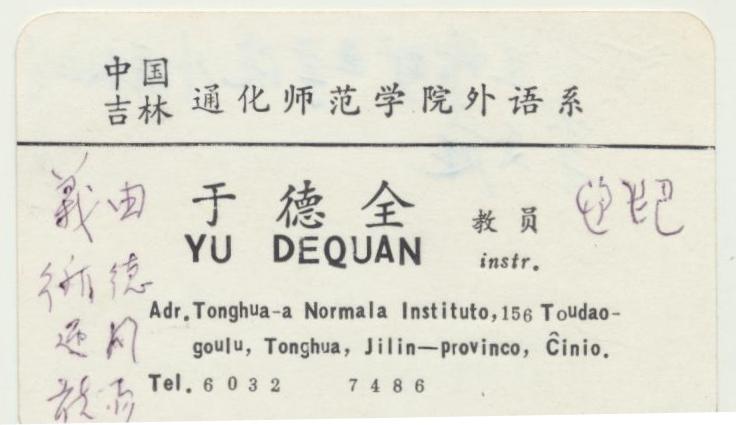 中国
吉林 通化师范学院外语系
于德全 教员
YU DEQUAN instr.
Adr. Tonghua-a Normala Instituto, 156 Toudao-
goulu, Tonghua, Jilin—provinco, Ĉinio.
Tel. 6032 7486